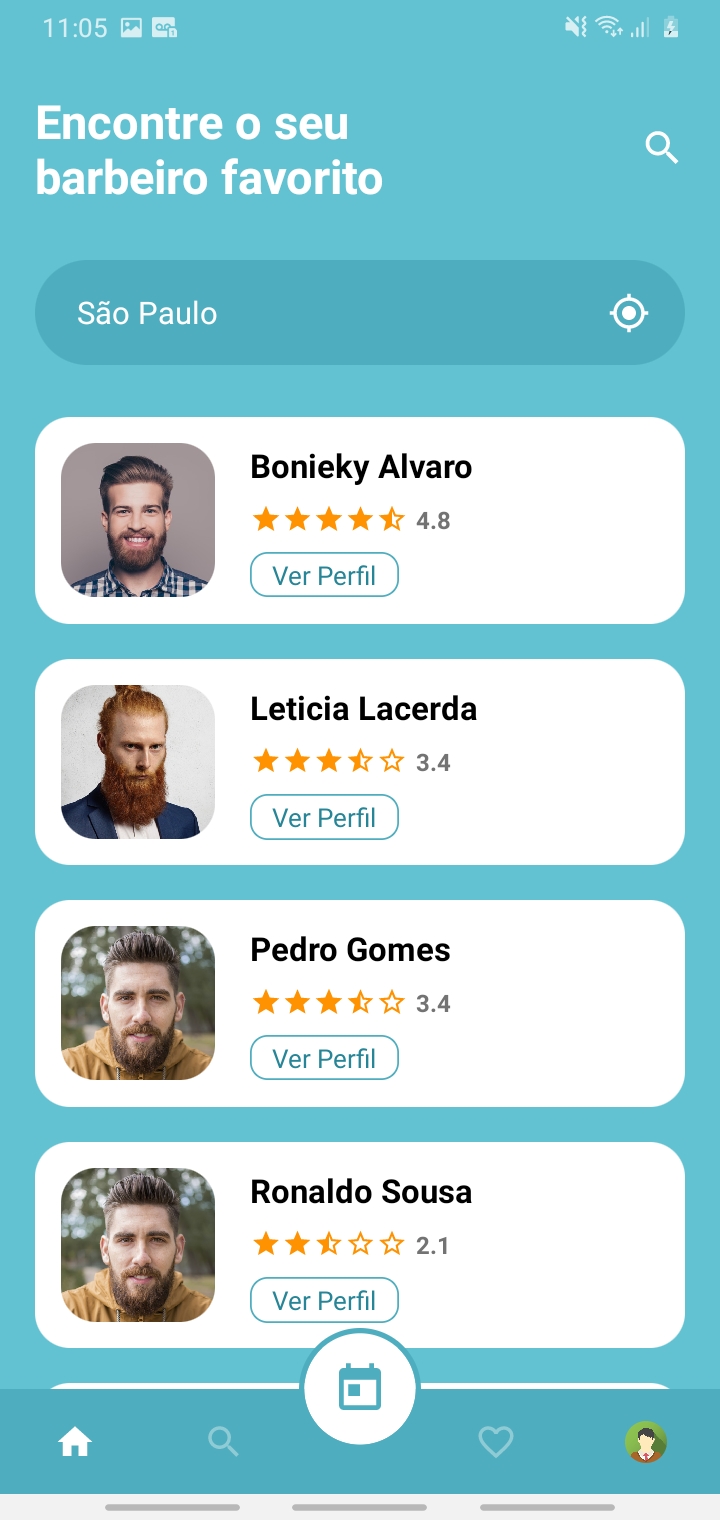 11:05
Encontre o seu
barbeiro favorito
São Paulo
Bonieky Alvaro
4.8
Ver Perfil
Leticia Lacerda
3.4
Ver Perfil
Pedro Gomes
3.4
Ver Perfil
Ronaldo Sousa
2.1
Ver Perfil